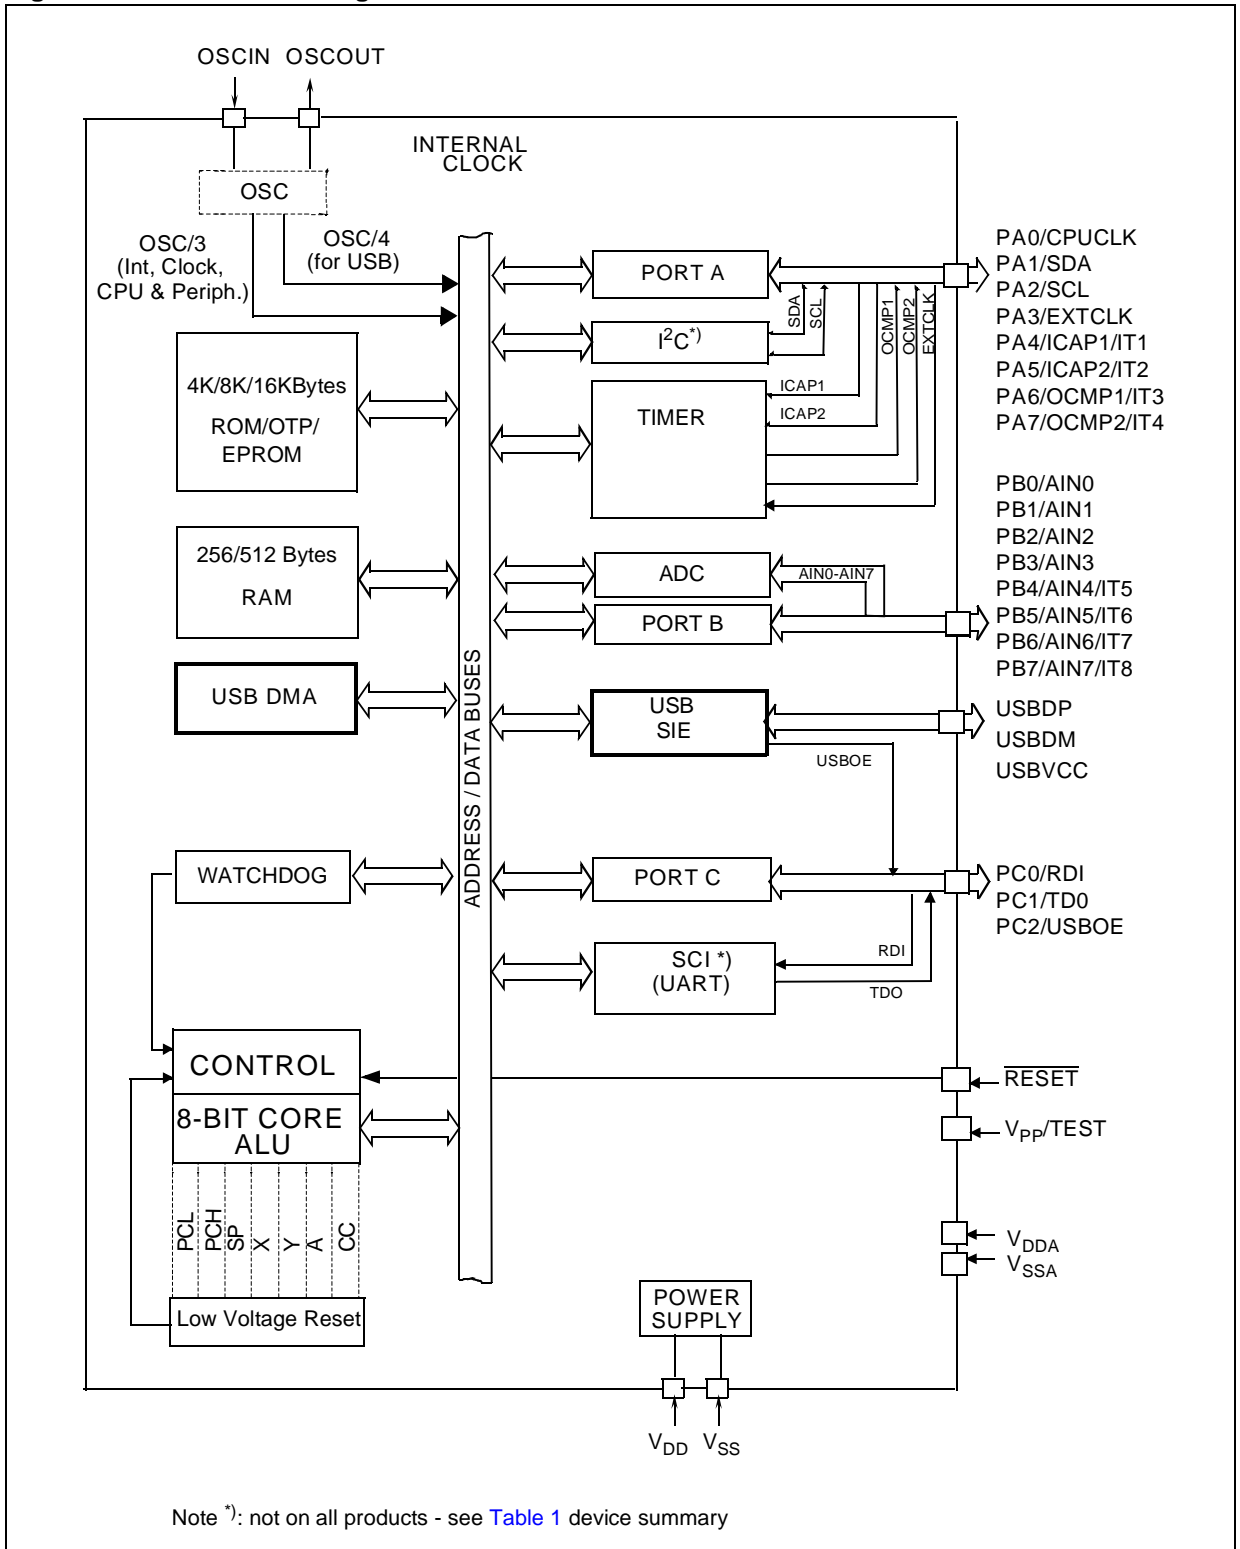 OSCIN OSCOUT
INTERNAL
CLOCK
OSC
OSC/3
(Int, Clock,
CPU & Periph.)
OSC/4
(for USB)
4K/8K/16KBytes
ROM/OTP/
EPROM
256/512 Bytes
RAM
USB DMA
WATCHDOG
CONTROL
8-BIT CORE
ALU
PCL
PCH
SP
X
Y
A
CC
Low Voltage Reset
ADDRESS / DATA BUSES
PORT A
I2C*)
SDA
SCL
OCMP1
OCMP2
EXTCLK
TIMER
ICAP1
ICAP2
ADC
AIN0-AIN7
PORT B
USB
SIE
USBOE
PORT C
SCI *)
(UART)
RDI
TDO
POWER
SUPPLY
PA0/CPUCLK
PA1/SDA
PA2/SCL
PA3/EXTCLK
PA4/ICAP1/IT1
PA5/ICAP2/IT2
PA6/OCMP1/IT3
PA7/OCMP2/IT4
PB0/AIN0
PB1/AIN1
PB2/AIN2
PB3/AIN3
PB4/AIN4/IT5
PB5/AIN5/IT6
PB6/AIN6/IT7
PB7/AIN7/IT8
USBDP
USBDM
USBVCC
PC0/RDI
PC1/TD0
PC2/USBOE
RESET
VPP/TEST
VDDA
VSSA
VDD VSS
Note *): not on all products - see Table 1 device summary